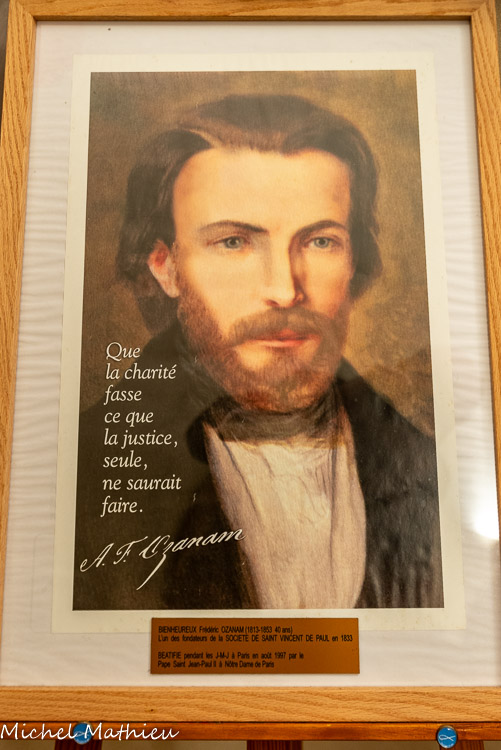 Que
la charité
fasse
ce que
la justice,
seule,
ne saurait
faire.
A. F. Ozanam
BIENHEUREUX Frédéric OZANAM (1813-1853 40 ans)
L'un des fondateurs de la SOCIETE DE SAINT VINCENT DE PAUL en 1833
BEATIFIE pendant les J-M-J à Paris en août 1997 par le
Pape Saint Jean-Paul II à Nôtre Dame de Paris
Michel Mathieu